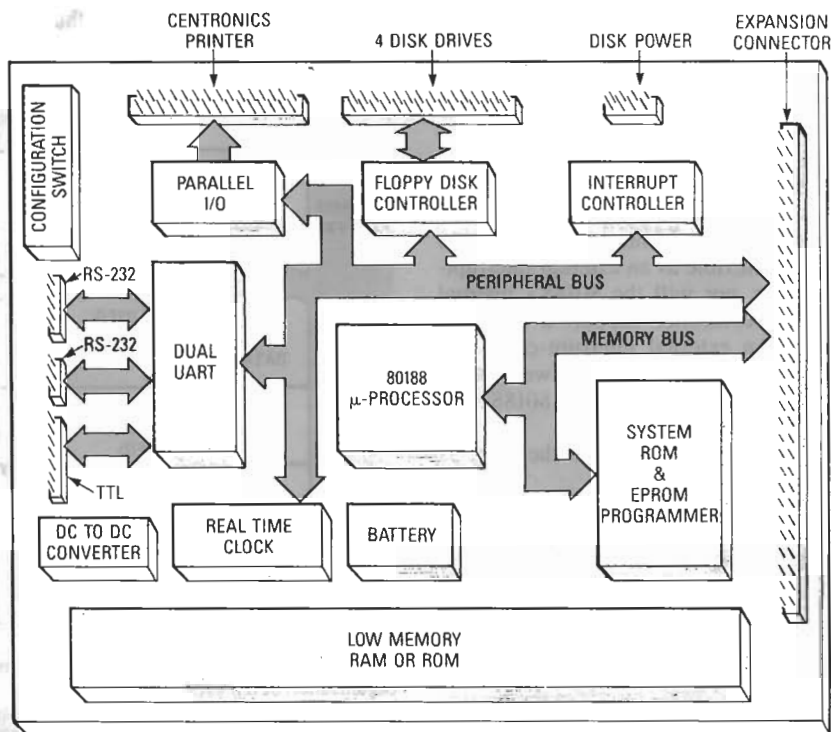 CENTRONICS
PRINTER
4 DISK DRIVES
DISK POWER
EXPANSION
CONNECTOR
CONFIGURATION
SWITCH
PARALLEL
I/O
FLOPPY DISK
CONTROLLER
INTERRUPT
CONTROLLER
RS-232
PERIPHERAL BUS
DUAL
UART
RS-232
MEMORY BUS
80188
μ-PROCESSOR
SYSTEM
ROM
&
EPROM
PROGRAMMER
TTL
DC TO DC
CONVERTER
REAL TIME
CLOCK
BATTERY
LOW MEMORY
RAM OR ROM